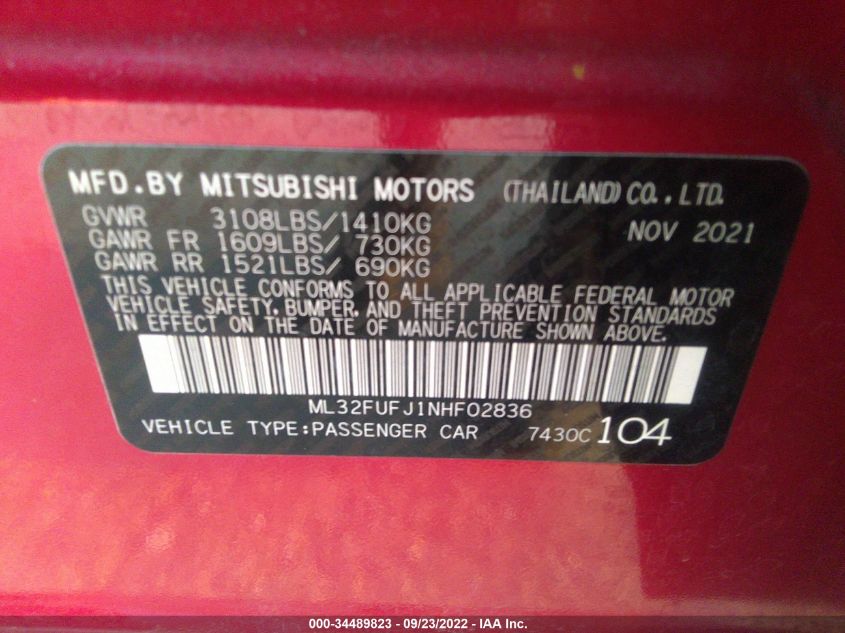 MFD.BY MITSUBISHI MOTORS (THAILAND) CO., LTD.
GVWR 3108LBS/1410KG NOV 2021
GAWR FR 1609LBS/ 730KG
GAWR RR 1521LBS/ 690KG
THIS VEHICLE CONFORMS TO ALL APPLICABLE FEDERAL MOTOR
VEHICLE SAFETY, BUMPER, AND THEFT PREVENTION STANDARDS
IN EFFECT ON THE DATE OF MANUFACTURE SHOWN ABOVE.
ML32FUFJ1NHF02836
VEHICLE TYPE:PASSENGER CAR 7430C 104
000-34489823 - 09/23/2022 - IAA Inc.